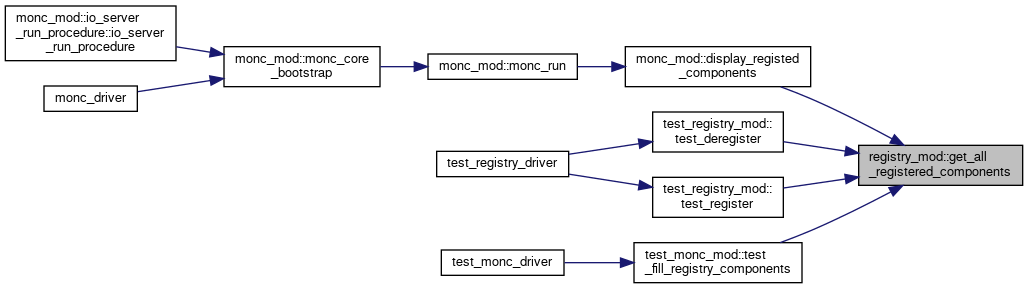 monc_mod::io_server
_run_procedure::io_server
_run_procedure
monc_driver
monc_mod::monc_core
_bootstrap
monc_mod::monc_run
monc_mod::display_registed
_components
test_registry_driver
test_registry_mod::
test_deregister
test_registry_mod::
test_register
test_monc_driver
test_monc_mod::test
_fill_registry_components
registry_mod::get_all
_registered_components